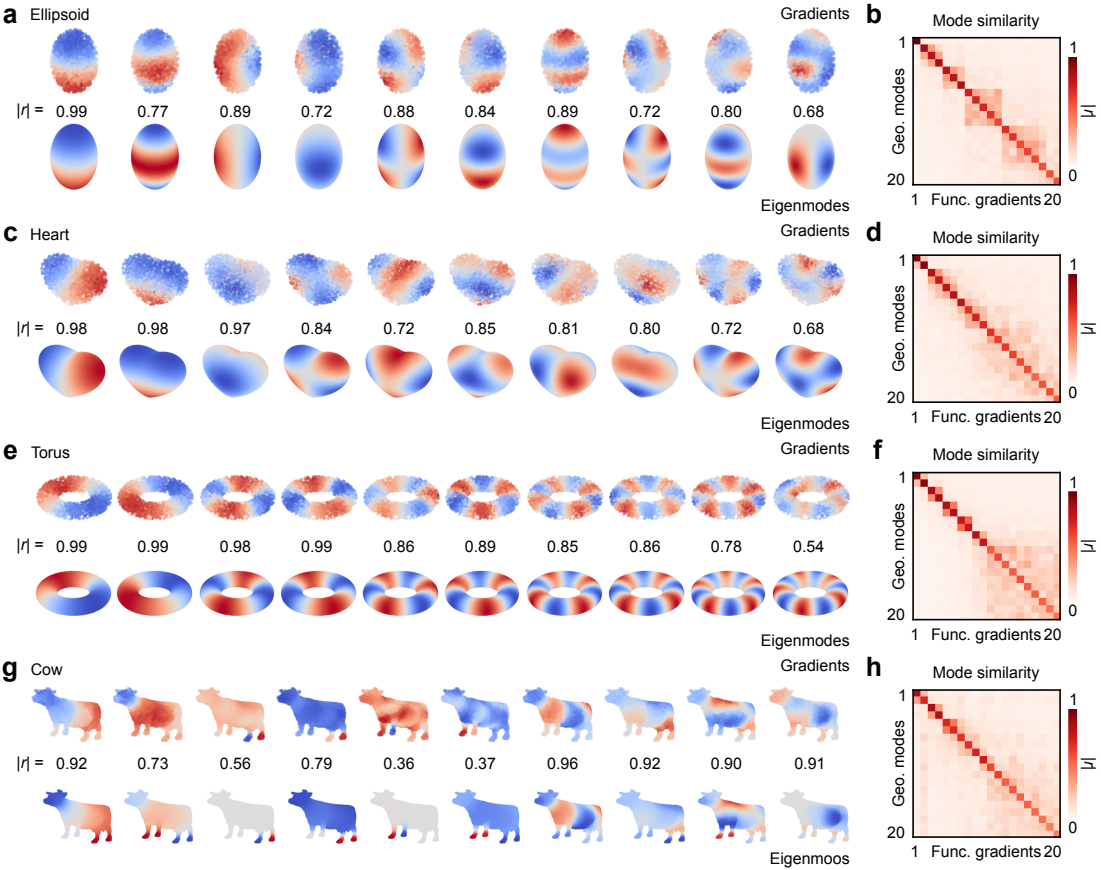 a Ellipsoid Gradients
|r| = 0.99 0.77 0.89 0.72 0.88 0.84 0.89 0.72 0.80 0.68
Eigenmodes
b
Mode similarity
1
Geo. modes
20
1 Func. gradients 20
1
|r|
0
c Heart Gradients
|r| = 0.98 0.98 0.97 0.84 0.72 0.85 0.81 0.80 0.72 0.68
Eigenmodes
d
Mode similarity
1
Geo. modes
20
1 Func. gradients 20
1
|r|
0
e Torus Gradients
|r| = 0.99 0.99 0.98 0.99 0.86 0.89 0.85 0.86 0.78 0.54
Eigenmodes
f
Mode similarity
1
Geo. modes
20
1 Func. gradients 20
1
|r|
0
g Cow Gradients
|r| = 0.92 0.73 0.56 0.79 0.36 0.37 0.96 0.92 0.90 0.91
Eigenmoos
h
Mode similarity
1
Geo. modes
20
1 Func. gradients 20
1
|r|
0